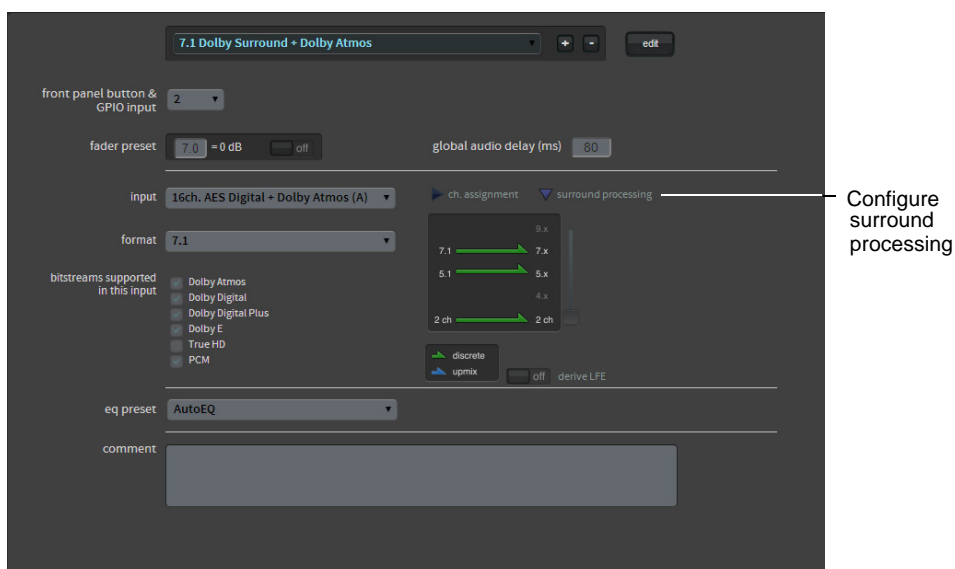 7.1 Dolby Surround + Dolby Atmos + - edit
front panel button &
GPIO input
2
fader preset 7.0 = 0 dB off global audio delay (ms) 80
input 16ch. AES Digital + Dolby Atmos (A) ch. assignment surround processing
Configure
surround
processing
9.x
7.1 7.x
5.1 5.x
4.x
2 ch 2 ch
format 7.1
bitstreams supported
in this input
Dolby Atmos
Dolby Digital
Dolby Digital Plus
Dolby E
True HD
PCM
discrete
upmix
off derive LFE
eq preset AutoEQ
comment